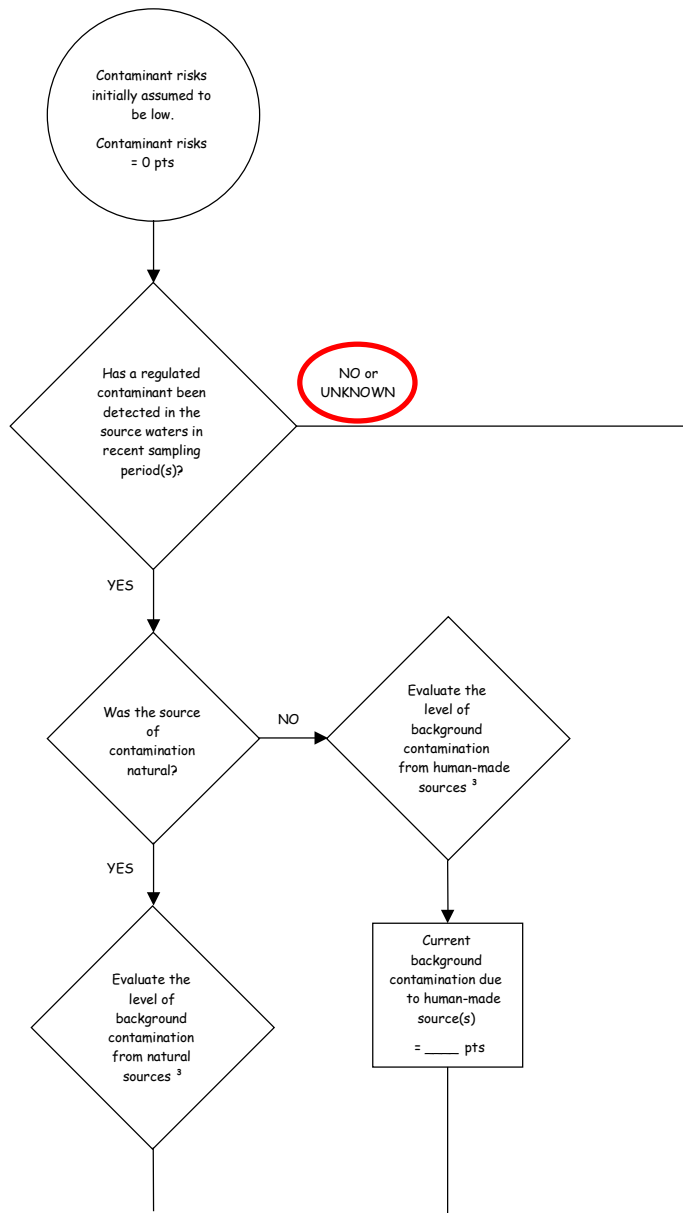 Contaminant risks
initially assumed to
be low.
Contaminant risks
= 0 pts
Has a regulated
contaminant been
detected in the
source waters in
recent sampling
period(s)?
NO or
UNKNOWN
YES
Was the source
of
contamination
natural?
NO
Evaluate the
level of
background
contamination
from human-made
sources ³
YES
Evaluate the
level of
background
contamination
from natural
sources ³
Current
background
contamination due
to human-made
source(s)
= ____ pts